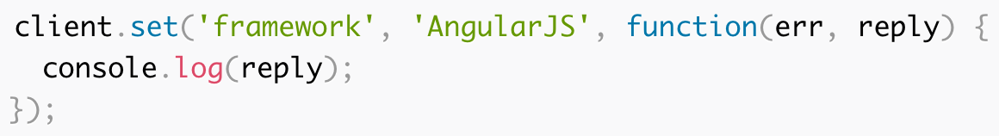 client.set('framework', 'AngularJS', function(err, reply) {
  console.log(reply);
});